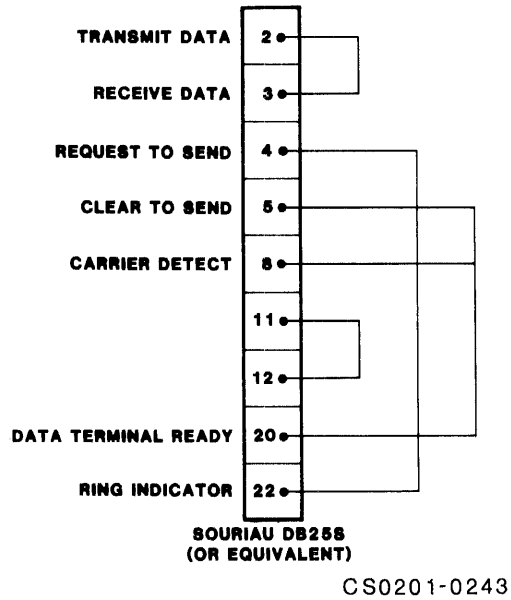 TRANSMIT DATA 2
RECEIVE DATA 3
REQUEST TO SEND 4
CLEAR TO SEND 5
CARRIER DETECT 8
11
12
DATA TERMINAL READY 20
RING INDICATOR 22
SOURIAU DB25S
(OR EQUIVALENT)
CS0201-0243